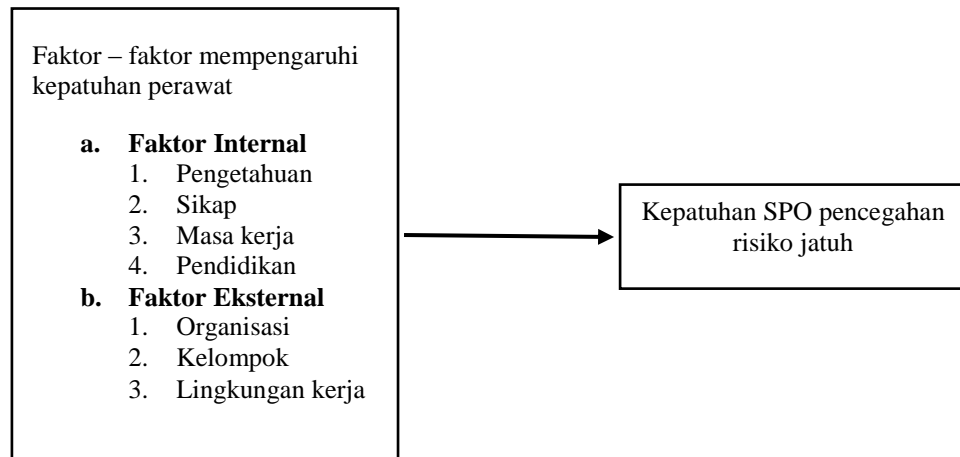 Faktor – faktor mempengaruhi
kepatuhan perawat
a. Faktor Internal
1. Pengetahuan
2. Sikap
3. Masa kerja
4. Pendidikan
b. Faktor Eksternal
1. Organisasi
2. Kelompok
3. Lingkungan kerja
Kepatuhan SPO pencegahan
risiko jatuh